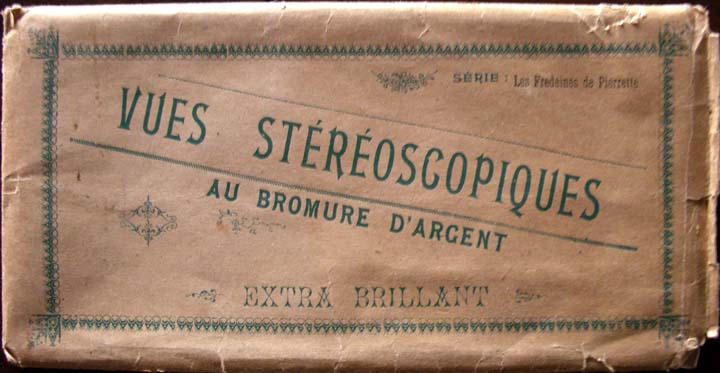 SÉRIE : Les Fredaines de Pierrette
VUES STÉRÉOSCOPIQUES
AU BROMURE D'ARGENT
EXTRA BRILLANT